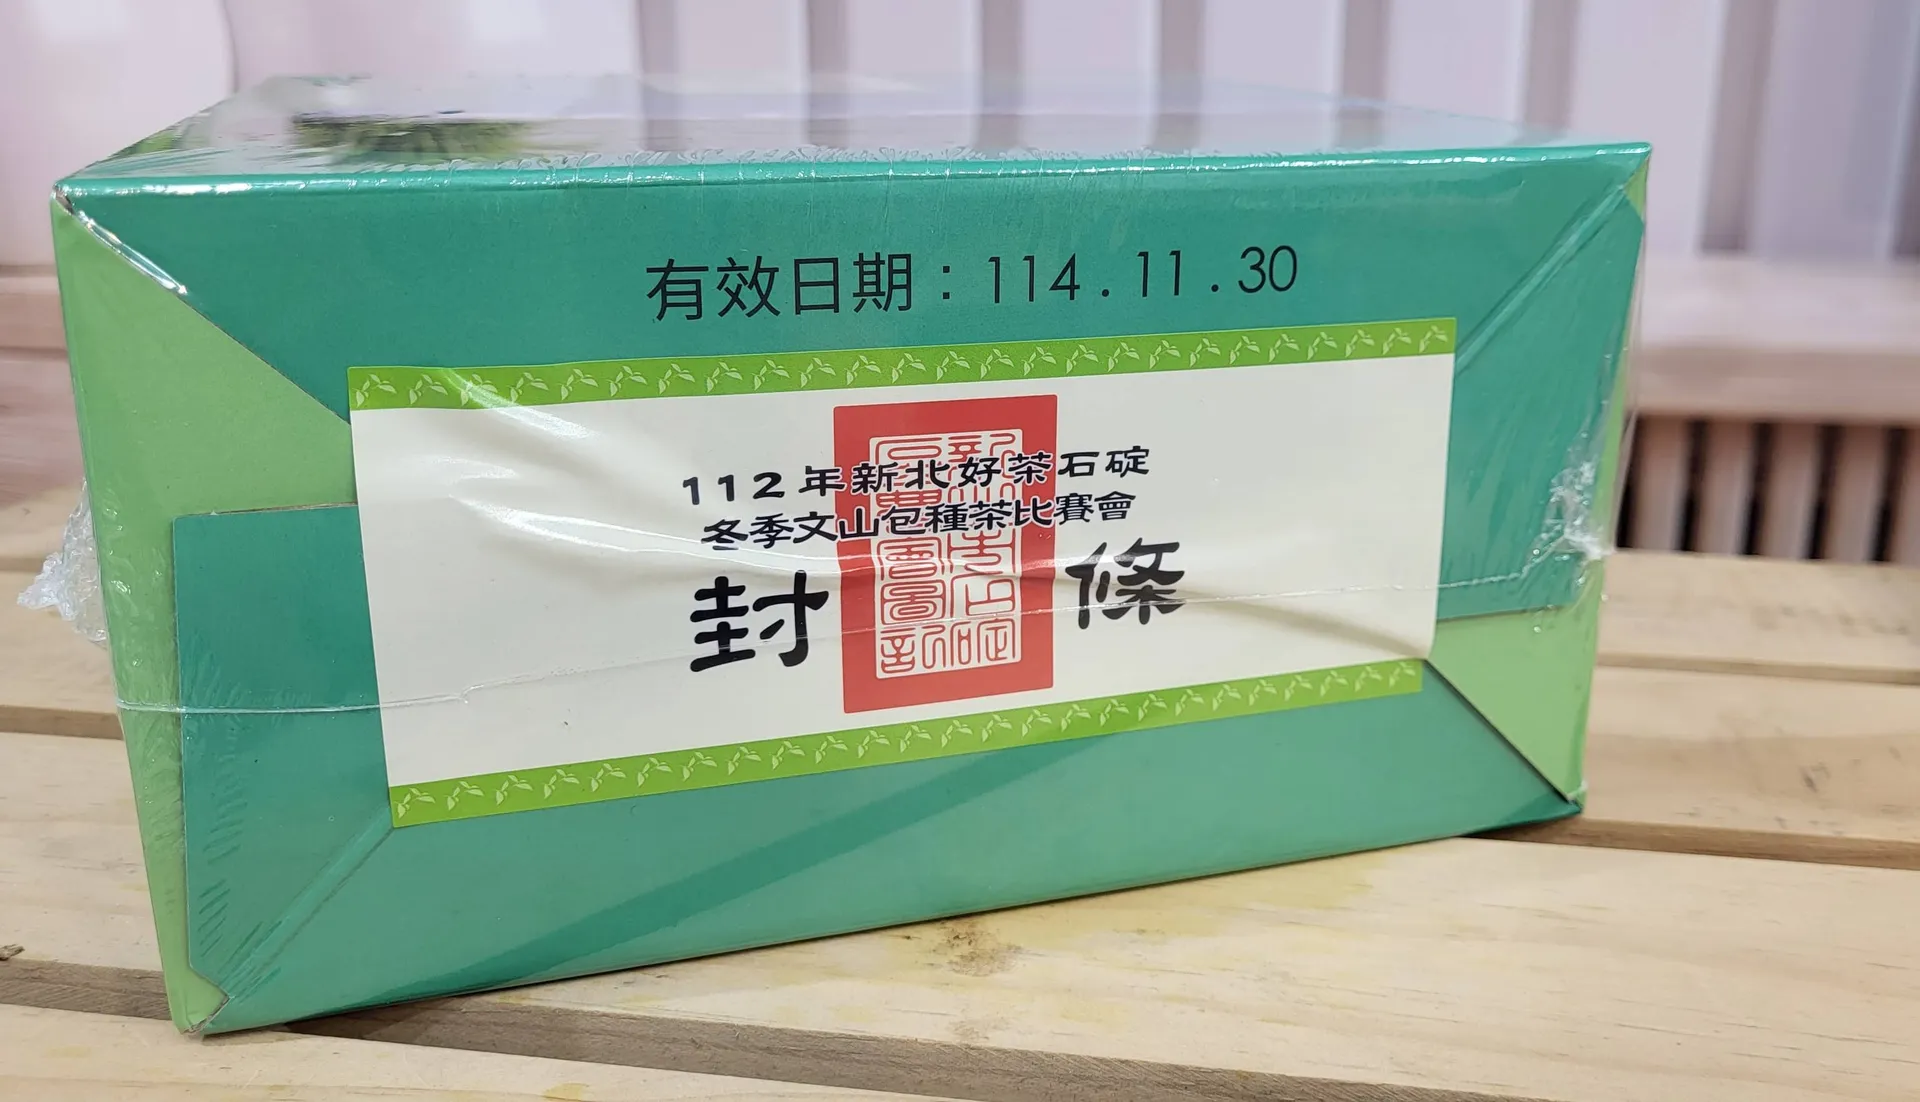 有效日期：114.11.30
112年新北好茶石碇
冬季文山包種茶比賽會
封條